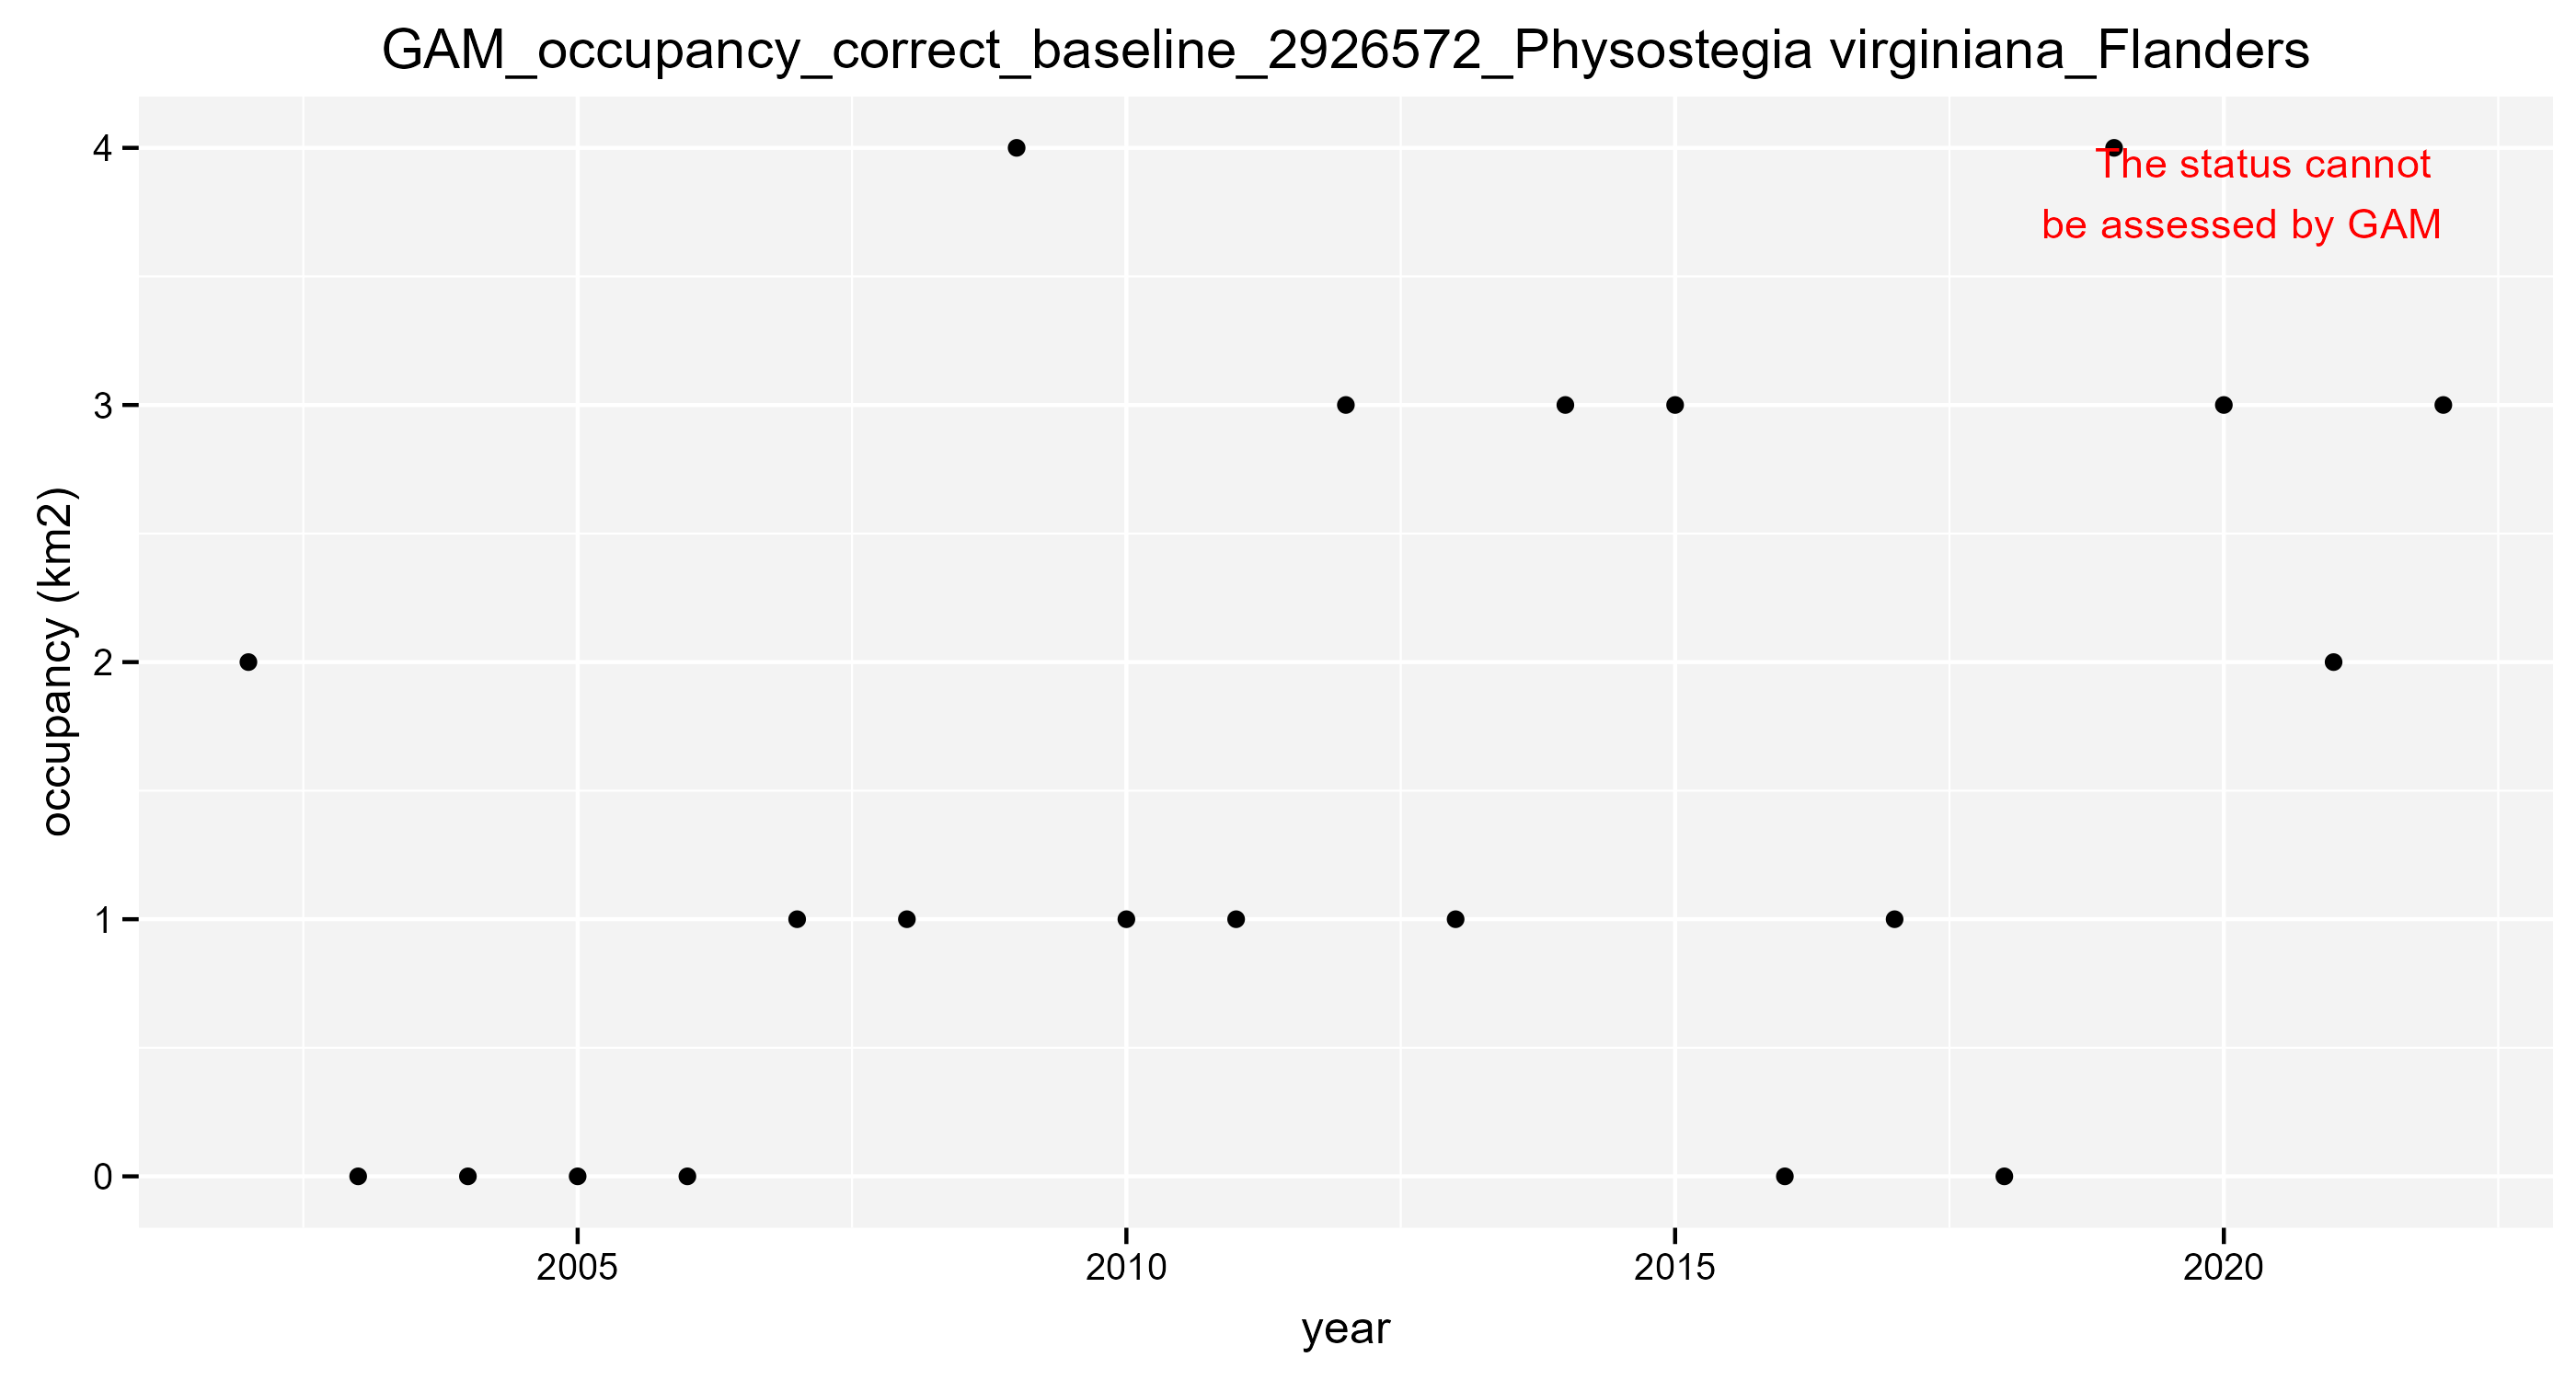 GAM_occupancy_correct_baseline_2926572_Physostegia virginiana_Flanders
4
The status cannot
be assessed by GAM
3
occupancy (km2)
2
1
0
2005 2010 2015 2020
year